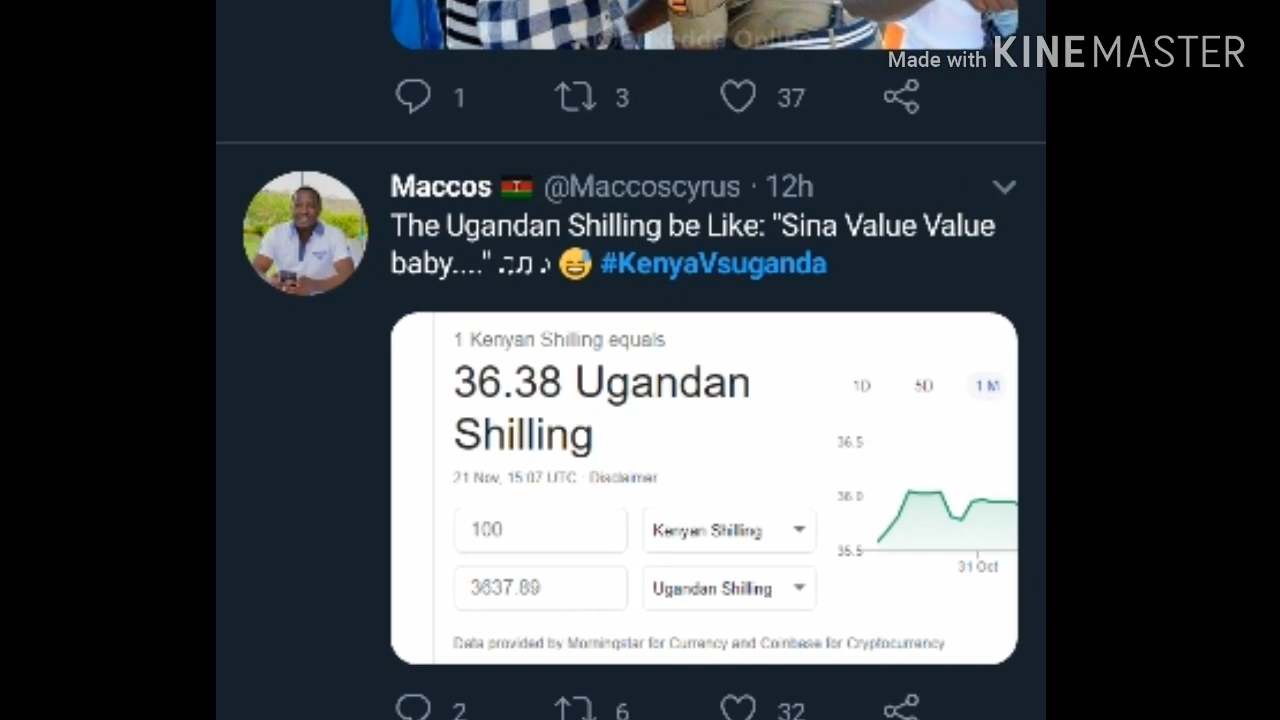 Made with KINEMASTER
1 3 37
Maccos @Maccoscyrus · 12h
The Ugandan Shilling be Like: "Sina Value Value
baby...." ♫♫ ♪ 😅 #KenyaVsuganda
1 Kenyan Shilling equals
36.38 Ugandan
Shilling
21 Nov, 15:07 UTC · Disclaimer
1D 5D 1M
36.5
36.0
35.5
31 Oct
100 Kenyan Shilling
3637.89 Ugandan Shilling
Data provided by Morningstar for Currency and Coinbase for Cryptocurrency
2 6 32